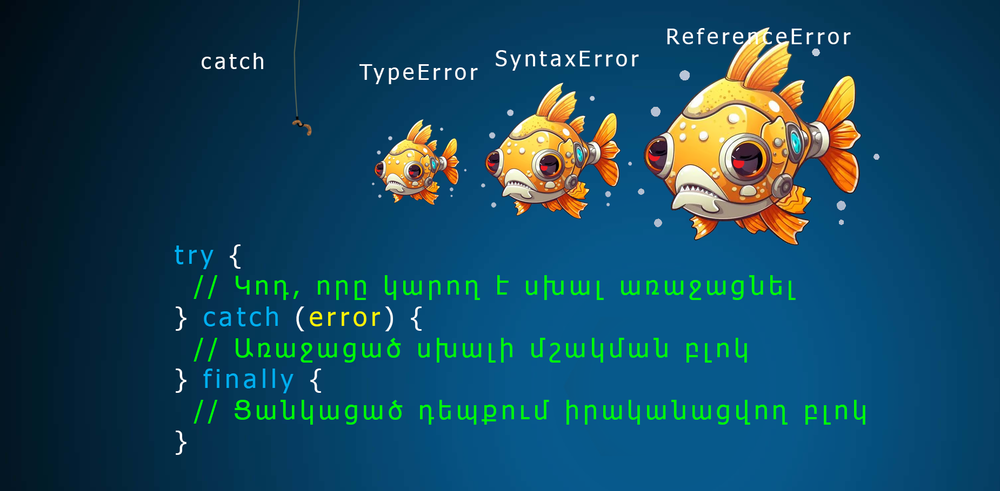 ReferenceError
SyntaxError
catch
TypeError
try {
// Կոդ, որը կարող է սխալ առաջացնել
} catch (error) {
// Առաջացած սխալի մշակման բլոկ
} finally {
// Ցանկացած դեպքում իրականացվող բլոկ
}